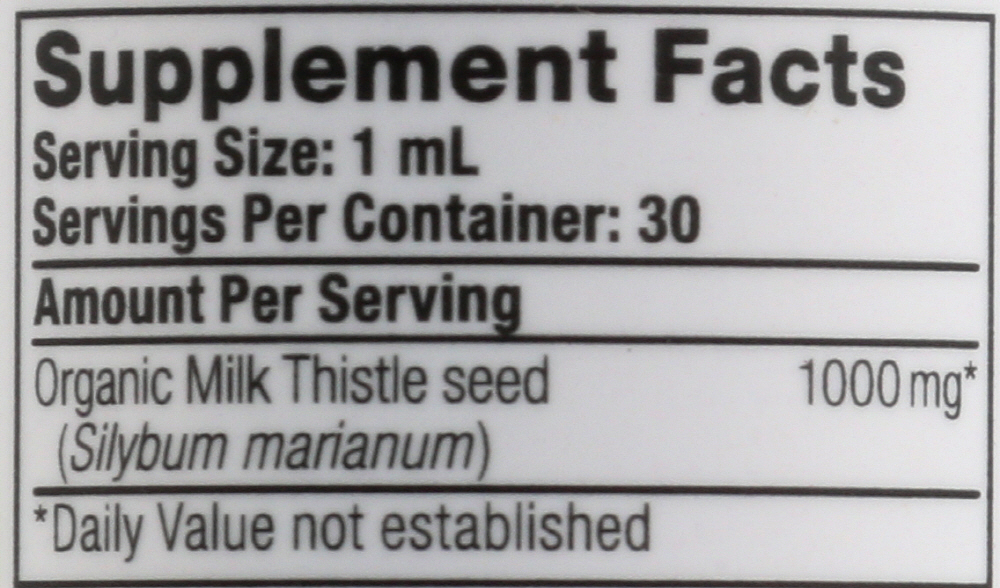 Supplement Facts
Serving Size: 1 mL
Servings Per Container: 30
Amount Per Serving
Organic Milk Thistle seed 1000 mg*
(Silybum marianum)
*Daily Value not established